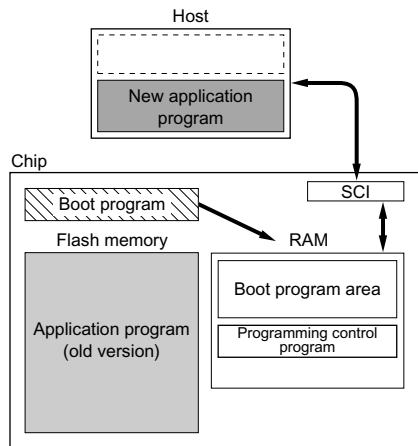 Host
New application
program
Chip
SCI
Boot program
Flash memory
RAM
Application program
(old version)
Boot program area
Programming control
program